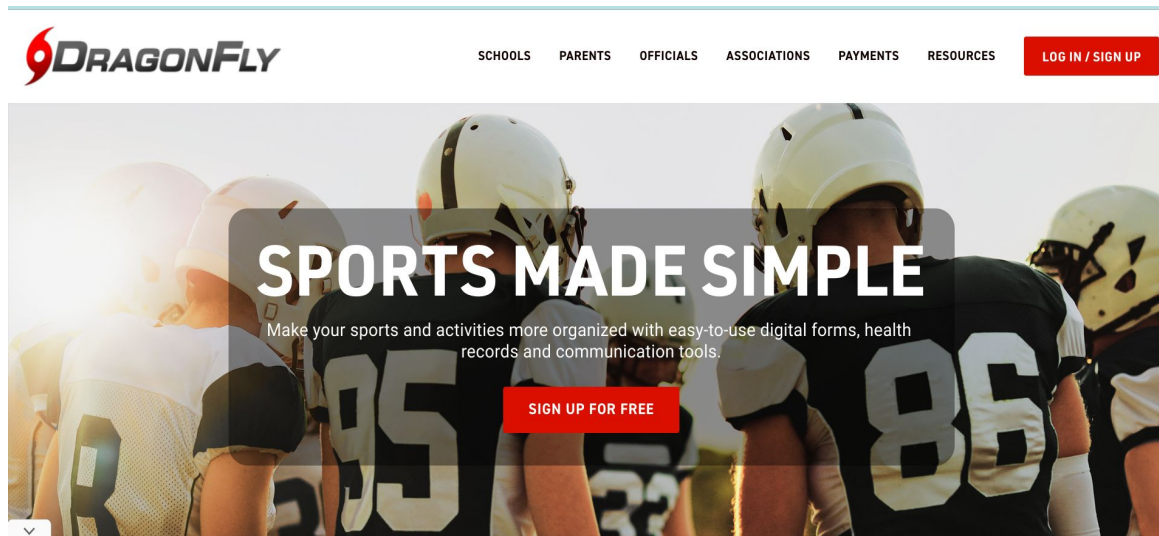 DRAGONFLY
SCHOOLS PARENTS OFFICIALS ASSOCIATIONS PAYMENTS RESOURCES LOG IN / SIGN UP
SPORTS MADE SIMPLE
Make your sports and activities more organized with easy-to-use digital forms, health
records and communication tools.
SIGN UP FOR FREE
95
86